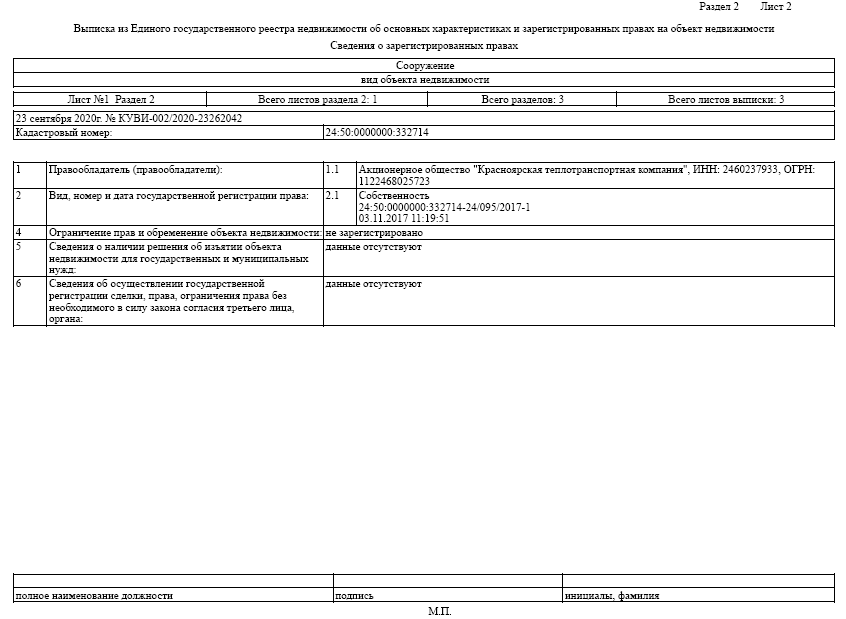 Раздел 2 Лист 2
Выписка из Единого государственного реестра недвижимости об основных характеристиках и зарегистрированных правах на объект недвижимости
Сведения о зарегистрированных правах
Сооружение
вид объекта недвижимости
Лист №1 Раздел 2 Всего листов раздела 2: 1 Всего разделов: 3 Всего листов выписки: 3
23 сентября 2020г. № КУВИ-002/2020-23262042
Кадастровый номер: 24:50:0000000:332714
1 Правообладатель (правообладатели): 1.1 Акционерное общество "Красноярская теплотранспортная компания", ИНН: 2460237933, ОГРН:
1122468025723
2 Вид, номер и дата государственной регистрации права: 2.1 Собственность
24:50:0000000:332714-24/095/2017-1
03.11.2017 11:19:51
4 Ограничение прав и обременение объекта недвижимости: не зарегистрировано
5 Сведения о наличии решения об изъятии объекта данные отсутствуют
недвижимости для государственных и муниципальных
нужд:
6 Сведения об осуществлении государственной данные отсутствуют
регистрации сделки, права, ограничения права без
необходимого в силу закона согласия третьего лица,
органа:
полное наименование должности подпись инициалы, фамилия
М.П.